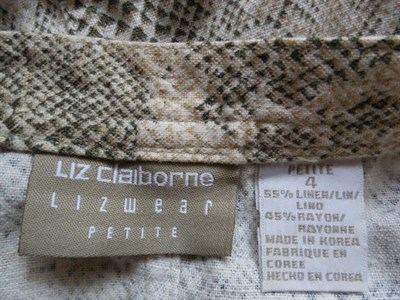 Liz claiborne
LIZwear
PETITE
PETITE
4
55% LINEN/LIN/
LINO
45% RAYON/
RAYONNE
MADE IN KOREA
FABRIQUE EN
COREE
HECHO EN COREA